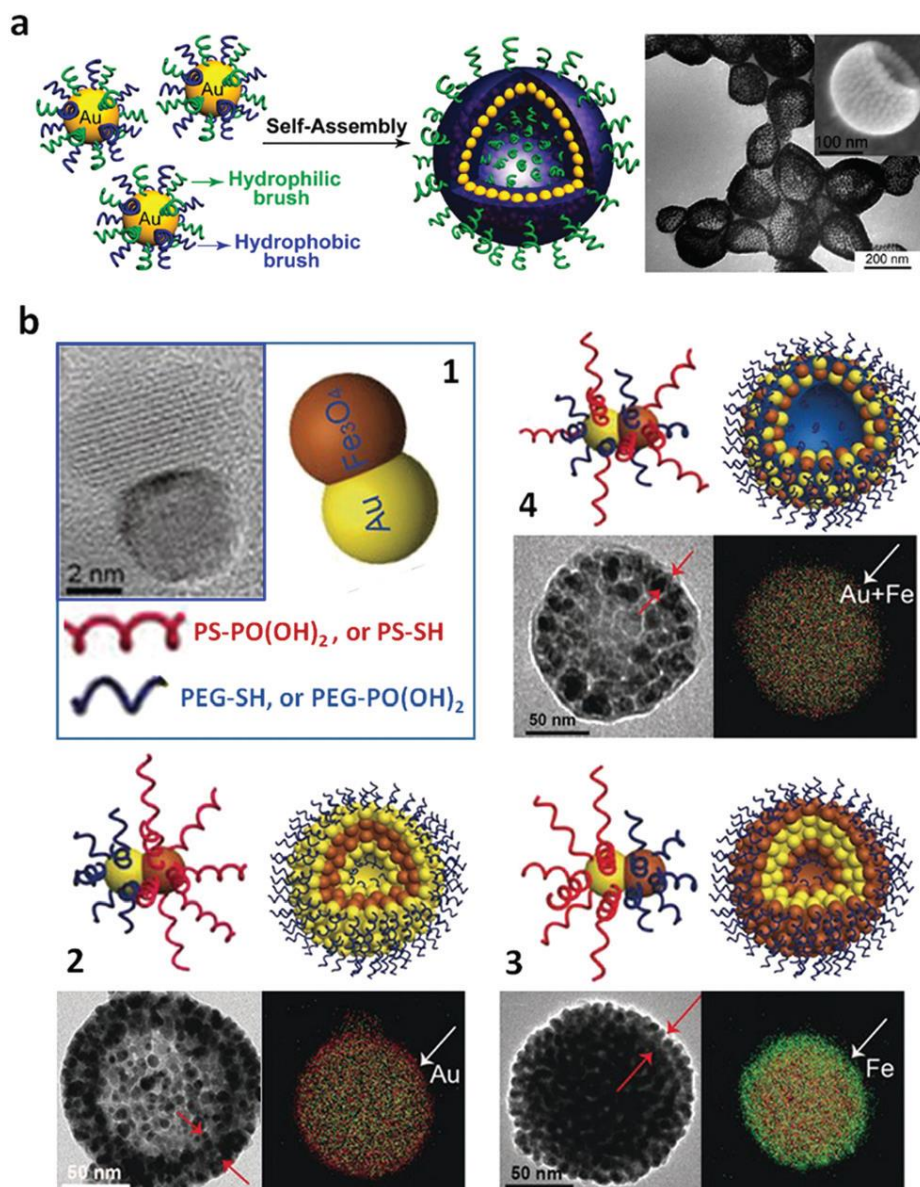 a
Au
Au
Au
Self-Assembly
Hydrophilic
brush
Hydrophobic
brush
100 nm
200 nm
b
1
2 nm
Fe₃O₄
Au
PS-PO(OH)₂, or PS-SH
PEG-SH, or PEG-PO(OH)₂
4
50 nm
Au+Fe
2
50 nm
Au
3
50 nm
Fe